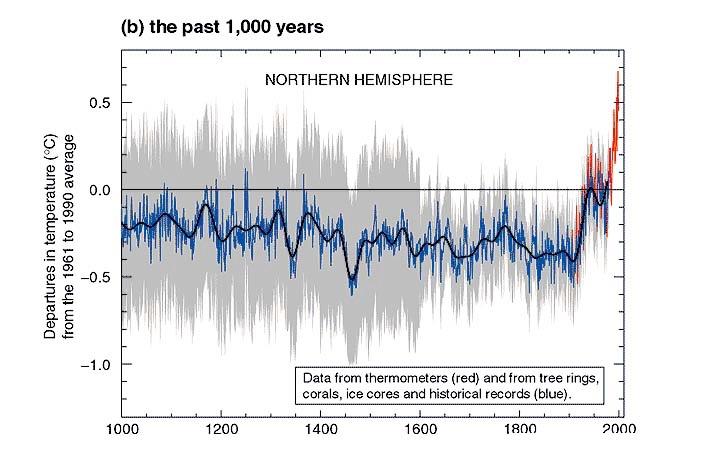 (b) the past 1,000 years
NORTHERN HEMISPHERE
Departures in temperature (°C)
from the 1961 to 1990 average
0.5
0.0
−0.5
−1.0
Data from thermometers (red) and from tree rings,
corals, ice cores and historical records (blue).
1000 1200 1400 1600 1800 2000